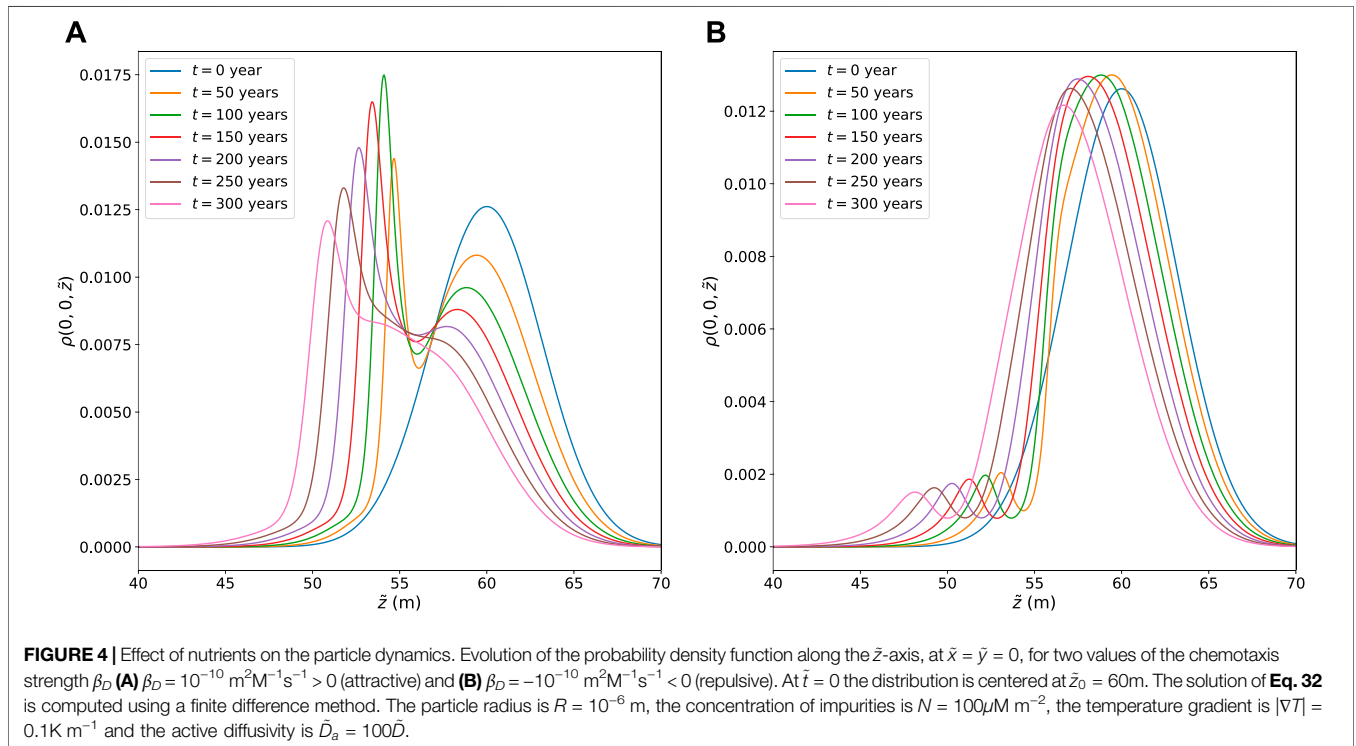 A
B
t = 0 year
t = 50 years
t = 100 years
t = 150 years
t = 200 years
t = 250 years
t = 300 years
0.0175
0.0150
0.0125
0.0100
0.0075
0.0050
0.0025
0.0000
ρ(0, 0, z̃)
40 45 50 55 60 65 70
z̃ (m)
t = 0 year
t = 50 years
t = 100 years
t = 150 years
t = 200 years
t = 250 years
t = 300 years
0.012
0.010
0.008
0.006
0.004
0.002
0.000
ρ(0, 0, z̃)
40 45 50 55 60 65 70
z̃ (m)
FIGURE 4 | Effect of nutrients on the particle dynamics. Evolution of the probability density function along the z̃-axis, at x̃ = ỹ = 0, for two values of the chemotaxis
strength β_D (A) β_D = 10⁻¹⁰ m²M⁻¹s⁻¹ > 0 (attractive) and (B) β_D = −10⁻¹⁰ m²M⁻¹s⁻¹ < 0 (repulsive). At t̃ = 0 the distribution is centered at z̃₀ = 60m. The solution of Eq. 32
is computed using a finite difference method. The particle radius is R = 10⁻⁶ m, the concentration of impurities is N = 100μM m⁻², the temperature gradient is |∇T| =
0.1K m⁻¹ and the active diffusivity is D̃ₐ = 100D̃.